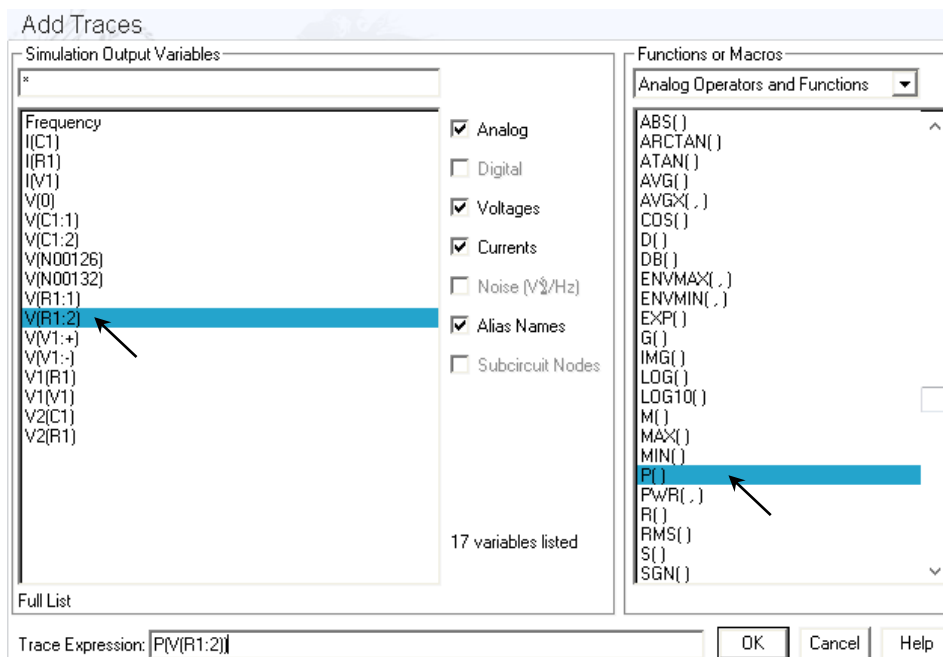 Add Traces
Simulation Output Variables
*
Frequency
I(C1)
I(R1)
I(V1)
V(0)
V(C1:1)
V(C1:2)
V(N00126)
V(N00132)
V(R1:1)
V(R1:2)
V(V1:+)
V(V1:-)
V1(R1)
V1(V1)
V2(C1)
V2(R1)
Full List
Analog
Digital
Voltages
Currents
Noise (V²/Hz)
Alias Names
Subcircuit Nodes
17 variables listed
Functions or Macros
Analog Operators and Functions
ABS( )
ARCTAN( )
ATAN( )
AVG( )
AVGX( , )
COS( )
D( )
DB( )
ENVMAX( , )
ENVMIN( , )
EXP( )
G( )
IMG( )
LOG( )
LOG10( )
M( )
MAX( )
MIN( )
P( )
PWR( , )
R( )
RMS( )
S( )
SGN( )
Trace Expression: P(V(R1:2))
OK
Cancel
Help